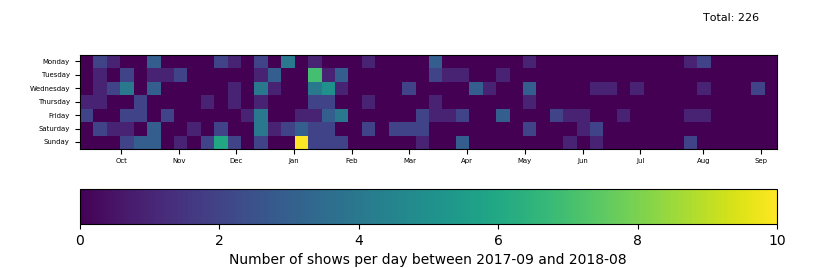 Total: 226
Monday
Tuesday
Wednesday
Thursday
Friday
Saturday
Sunday
Oct Nov Dec Jan Feb Mar Apr May Jun Jul Aug Sep
0 2 4 6 8 10
Number of shows per day between 2017-09 and 2018-08